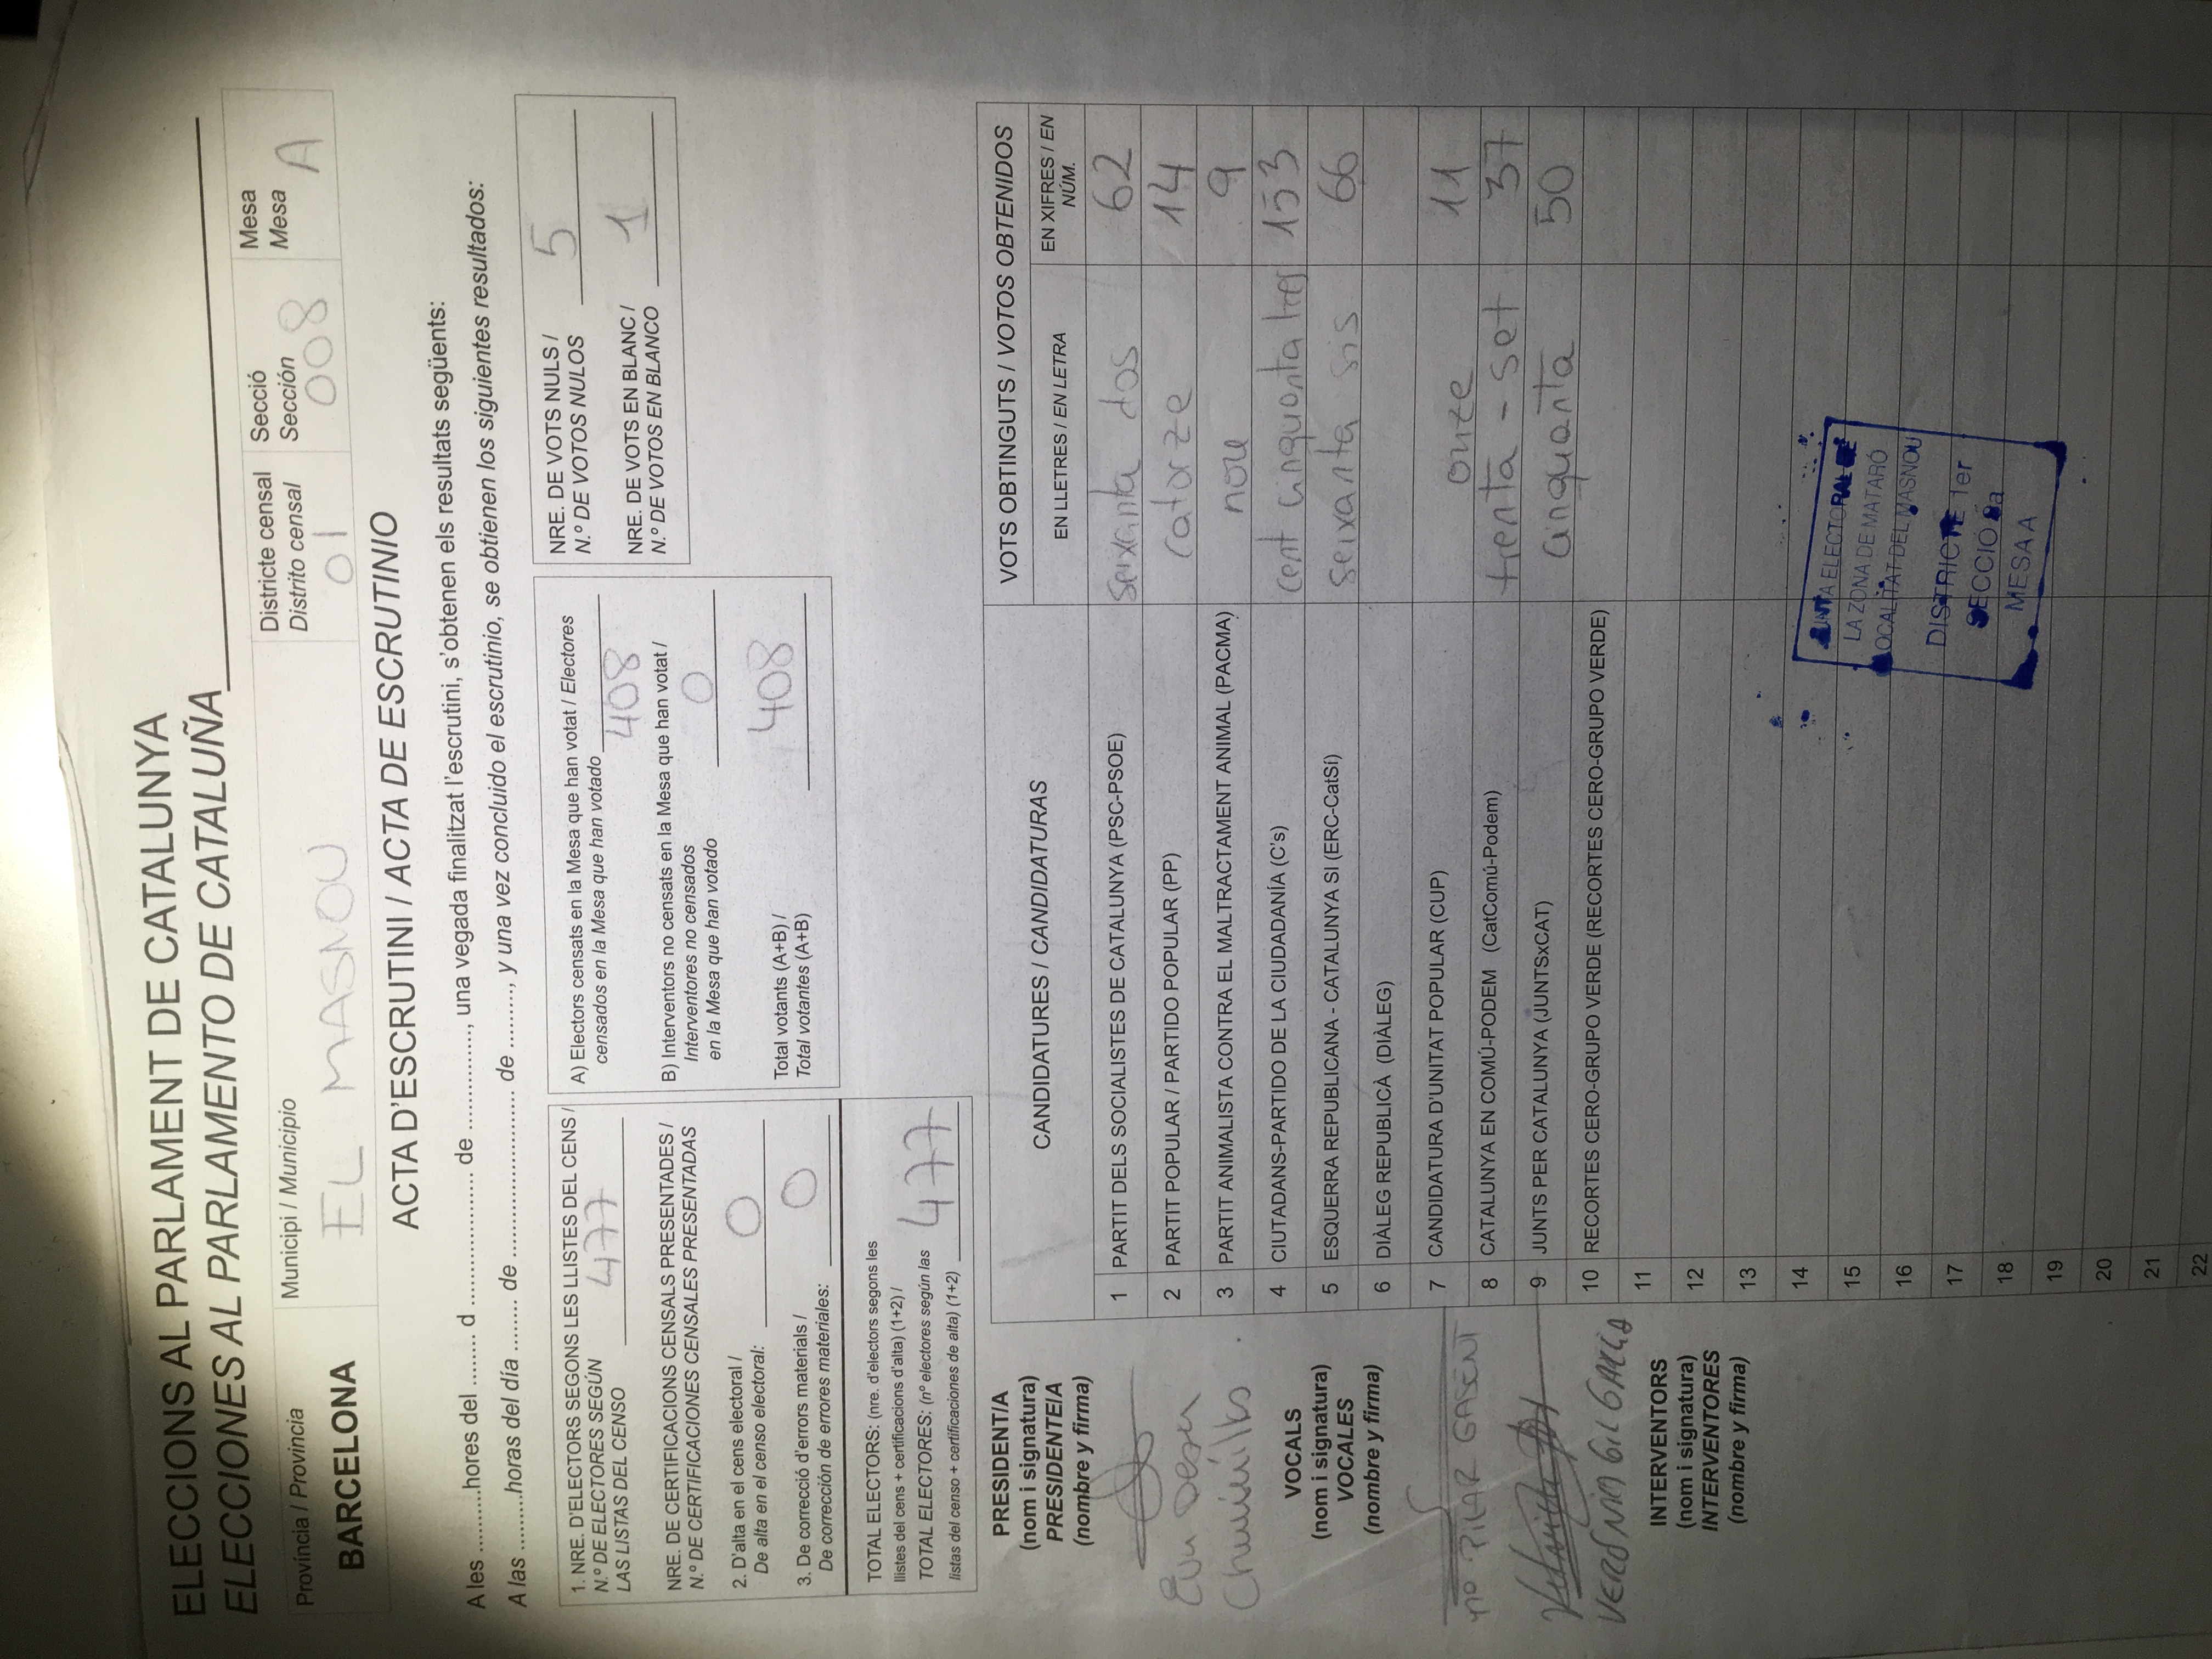 ELECCIONS AL PARLAMENT DE CATALUNYA
ELECCIONES AL PARLAMENTO DE CATALUÑA
Província / Provincia
BARCELONA
Municipi / Municipio
EL MASNOU
Districte censal
Distrito censal
01
Secció
Sección
008
Mesa
Mesa
A
ACTA D'ESCRUTINI / ACTA DE ESCRUTINIO
A les ..........hores del ........ d ..................... de ..............., una vegada finalitzat l'escrutini, s'obtenen els resultats següents:
A las .........horas del día ........ de .......................... de ........., y una vez concluido el escrutinio, se obtienen los siguientes resultados:
1. NRE. D'ELECTORS SEGONS LES LLISTES DEL CENS /
N.º DE ELECTORES SEGÚN
LAS LISTAS DEL CENSO
477
NRE. DE CERTIFICACIONS CENSALS PRESENTADES /
N.º DE CERTIFICACIONES CENSALES PRESENTADAS
2. D'alta en el cens electoral /
De alta en el censo electoral:
0
3. De correcció d'errors materials /
De corrección de errores materiales:
0
TOTAL ELECTORS: (nre. d'electors segons les
llistes del cens + certificacions d'alta) (1+2) /
TOTAL ELECTORES: (nº electores según las
listas del censo + certificaciones de alta) (1+2)
477
A) Electors censats en la Mesa que han votat / Electores
censados en la Mesa que han votado
408
B) Interventors no censats en la Mesa que han votat /
Interventores no censados
en la Mesa que han votado
0
Total votants (A+B) /
Total votantes (A+B)
408
NRE. DE VOTS NULS /
N.º DE VOTOS NULOS
5
NRE. DE VOTS EN BLANC /
N.º DE VOTOS EN BLANCO
1
PRESIDENT/A
(nom i signatura)
PRESIDENTE/A
(nombre y firma)
Eva
VOCALS
(nom i signatura)
VOCALES
(nombre y firma)
Mª PILAR GASENT
VERÓNICA GIL
INTERVENTORS
(nom i signatura)
INTERVENTORES
(nombre y firma)
CANDIDATURES / CANDIDATURAS
VOTS OBTINGUTS / VOTOS OBTENIDOS
EN LLETRES / EN LETRA
EN XIFRES / EN
NÚM.
1 PARTIT DELS SOCIALISTES DE CATALUNYA (PSC-PSOE) seixanta dos 62
2 PARTIT POPULAR / PARTIDO POPULAR (PP) catorze 14
3 PARTIT ANIMALISTA CONTRA EL MALTRACTAMENT ANIMAL (PACMA) nou 9
4 CIUTADANS-PARTIDO DE LA CIUDADANÍA (C's) cent cinquanta tres 153
5 ESQUERRA REPUBLICANA - CATALUNYA SI (ERC-CatSí) seixanta sis 66
6 DIÀLEG REPUBLICÀ (DIÀLEG)
7 CANDIDATURA D'UNITAT POPULAR (CUP) onze 11
8 CATALUNYA EN COMÚ-PODEM (CatComú-Podem) trenta - set 37
9 JUNTS PER CATALUNYA (JUNTSxCAT) cinquanta 50
10 RECORTES CERO-GRUPO VERDE (RECORTES CERO-GRUPO VERDE)
11
12
13
14
15
16
17
18
19
20
21
22
JUNTA ELECTORAL DE
LA ZONA DE MATARÓ
LOCALITAT DEL MASNOU
DISTRICTE 1er
SECCIÓ 8a
MESA A